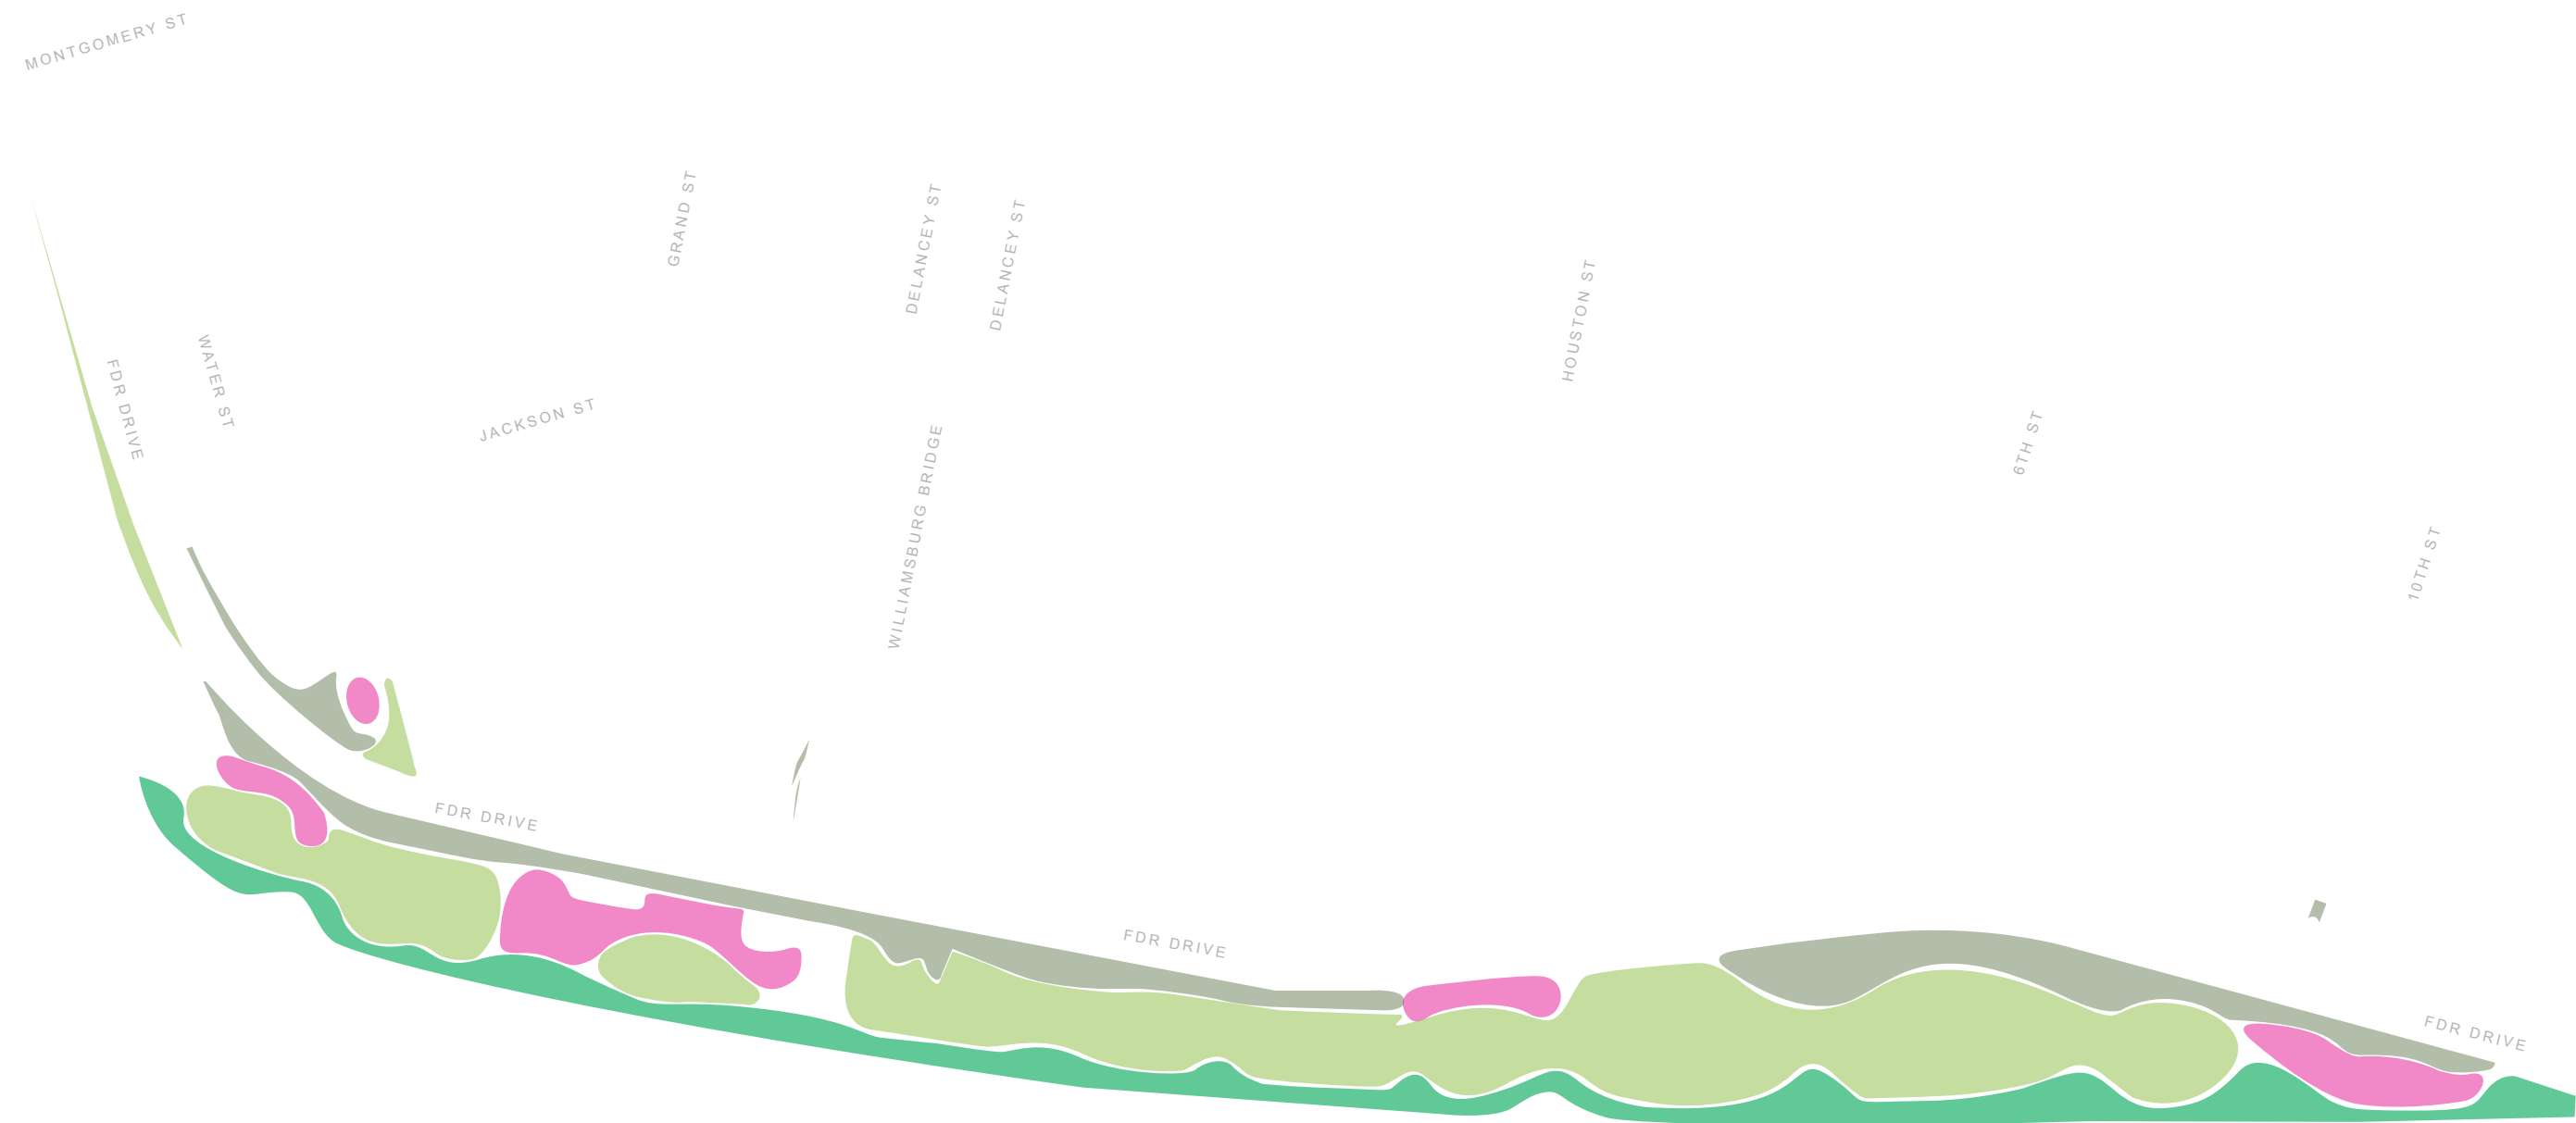 MONTGOMERY ST
GRAND ST
DELANCEY ST
DELANCEY ST
HOUSTON ST
FDR DRIVE
WATER ST
JACKSON ST
WILLIAMSBURG BRIDGE
6TH ST
10TH ST
FDR DRIVE
FDR DRIVE
FDR DRIVE